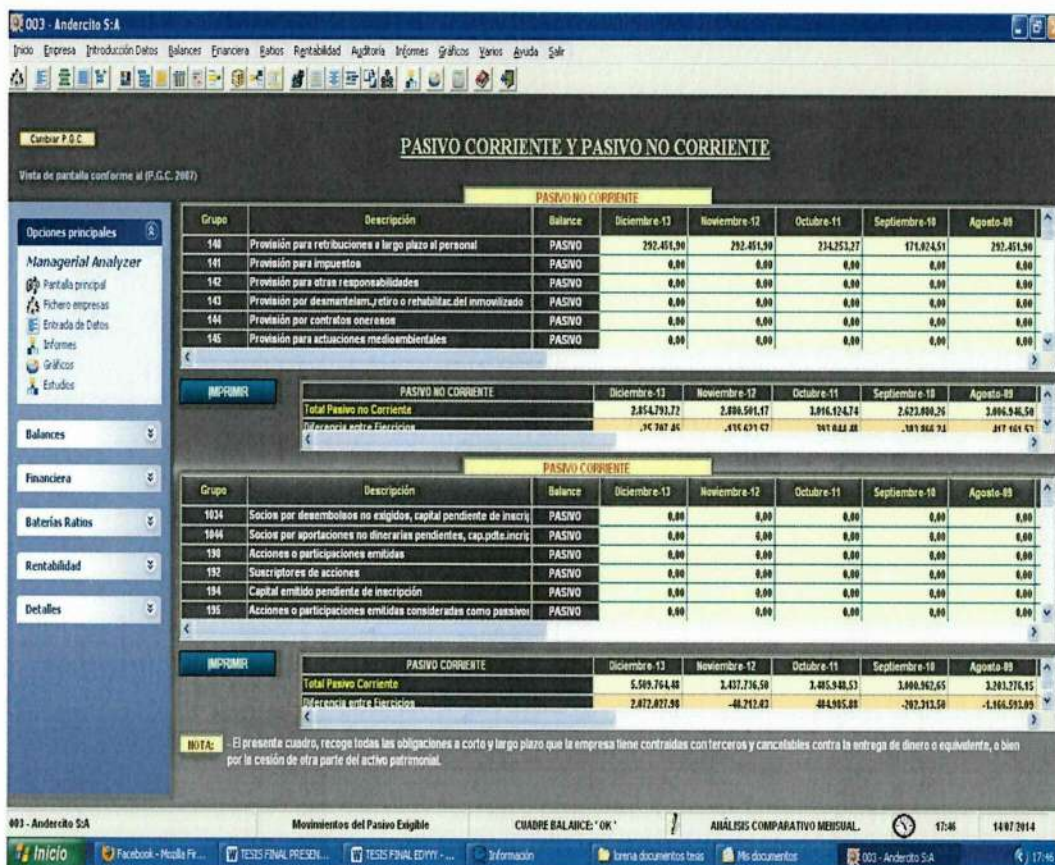 003 - Andercito S:A
Inicio Empresa Introducción Datos Balances Financiera Ratios Rentabilidad Auditoría Informes Gráficos Varios Ayuda Salir
Cambiar P.G.C.
PASIVO CORRIENTE Y PASIVO NO CORRIENTE
Vista de pantalla conforme al (P.G.C. 2007)
PASIVO NO CORRIENTE
Opciones principales
Managerial Analyzer
Pantalla principal
Fichero empresas
Entrada de Datos
Informes
Gráficos
Estudios
Balances
Financiera
Baterías Ratios
Rentabilidad
Detalles
Grupo Descripción Balance Diciembre-13 Noviembre-12 Octubre-11 Septiembre-10 Agosto-09
140 Provisión para retribuciones a largo plazo al personal PASIVO 292.451,90 292.451,90 234.253,27 171.024,51 292.451,90
141 Provisión para impuestos PASIVO 0,00 0,00 0,00 0,00 0,00
142 Provisión para otras responsabilidades PASIVO 0,00 0,00 0,00 0,00 0,00
143 Provisión por desmantelam.,retiro o rehabilitac.del inmovilizado PASIVO 0,00 0,00 0,00 0,00 0,00
144 Provisión por contratos onerosos PASIVO 0,00 0,00 0,00 0,00 0,00
145 Provisión para actuaciones medioambientales PASIVO 0,00 0,00 0,00 0,00 0,00
IMPRIMIR
PASIVO NO CORRIENTE Diciembre-13 Noviembre-12 Octubre-11 Septiembre-10 Agosto-09
Total Pasivo no Corriente 2.854.793,72 2.880.501,17 3.016.124,74 2.623.080,26 3.006.946,50
Diferencia entre Ejercicios -25.707,45 -135.623,57 393.044,48 -383.866,24 417.161,53
PASIVO CORRIENTE
Grupo Descripción Balance Diciembre-13 Noviembre-12 Octubre-11 Septiembre-10 Agosto-09
1034 Socios por desembolsos no exigidos, capital pendiente de inscrip PASIVO 0,00 0,00 0,00 0,00 0,00
1044 Socios por aportaciones no dinerarias pendientes, cap.pdte.incrip PASIVO 0,00 0,00 0,00 0,00 0,00
190 Acciones o participaciones emitidas PASIVO 0,00 0,00 0,00 0,00 0,00
192 Suscriptores de acciones PASIVO 0,00 0,00 0,00 0,00 0,00
194 Capital emitido pendiente de inscripción PASIVO 0,00 0,00 0,00 0,00 0,00
195 Acciones o participaciones emitidas consideradas como pasivos PASIVO 0,00 0,00 0,00 0,00 0,00
IMPRIMIR
PASIVO CORRIENTE Diciembre-13 Noviembre-12 Octubre-11 Septiembre-10 Agosto-09
Total Pasivo Corriente 5.509.764,48 3.437.736,50 3.485.948,53 3.080.962,65 3.283.276,15
Diferencia entre Ejercicios 2.072.027,98 -48.212,03 404.985,88 -202.313,50 -1.166.593,09
NOTA: - El presente cuadro, recoge todas las obligaciones a corto y largo plazo que la empresa tiene contraídas con terceros y cancelables contra la entrega de dinero o equivalente, o bien
por la cesión de otra parte del activo patrimonial.
003 - Andercito S:A Movimientos del Pasivo Exigible CUADRE BALANCE: " OK " ANÁLISIS COMPARATIVO MENSUAL. 17:46 14/07/2014
Inicio Facebook - Mozilla Fir... TESIS FINAL PRESEN... TESIS FINAL EDYYY - ... Información lorena documentos tesis Mis documentos 003 - Andercito S:A 17:46